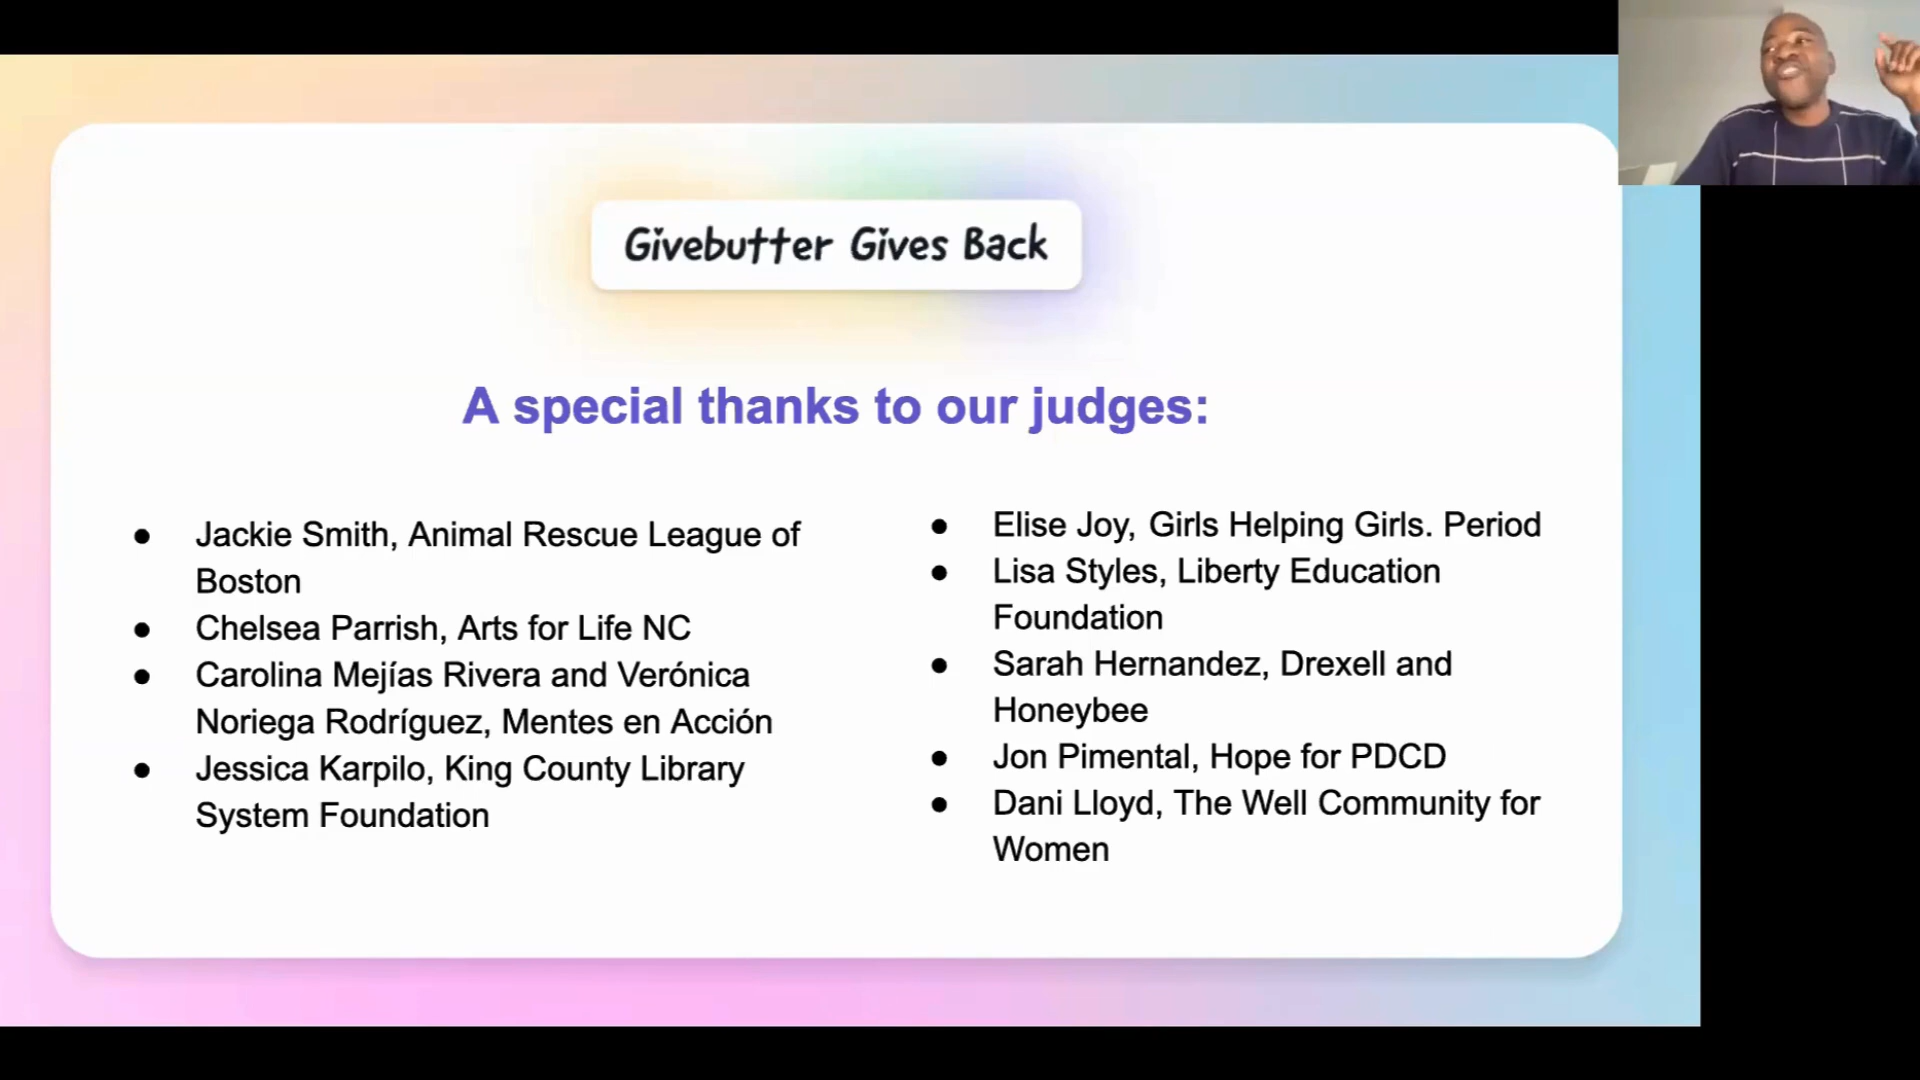 Givebutter Gives Back
A special thanks to our judges:
● Jackie Smith, Animal Rescue League of
Boston
● Chelsea Parrish, Arts for Life NC
● Carolina Mejías Rivera and Verónica
Noriega Rodríguez, Mentes en Acción
● Jessica Karpilo, King County Library
System Foundation
● Elise Joy, Girls Helping Girls. Period
● Lisa Styles, Liberty Education
Foundation
● Sarah Hernandez, Drexell and
Honeybee
● Jon Pimental, Hope for PDCD
● Dani Lloyd, The Well Community for
Women